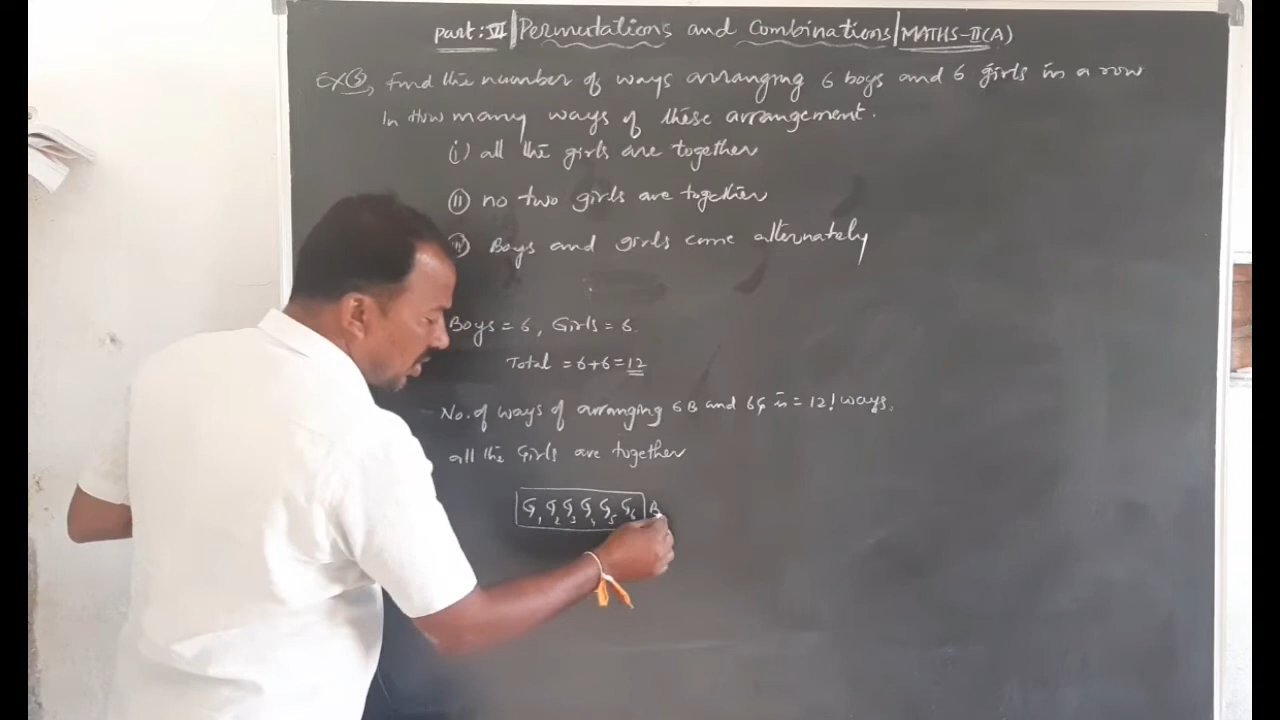 Part: VI | Permutations and Combinations | MATHS-II(A)
EX③, Find the number of ways arranging 6 boys and 6 girls in a row
In How many ways of these arrangement.
(i) all the girls are together
(ii) no two girls are together
(iii) Boys and girls come alternately
Boys = 6, Girls = 6.
Total = 6+6 = 12
No. of ways of arranging 6B and 6G is = 12! ways.
all the Girls are together
G1 G2 G3 G4 G5 G6 B